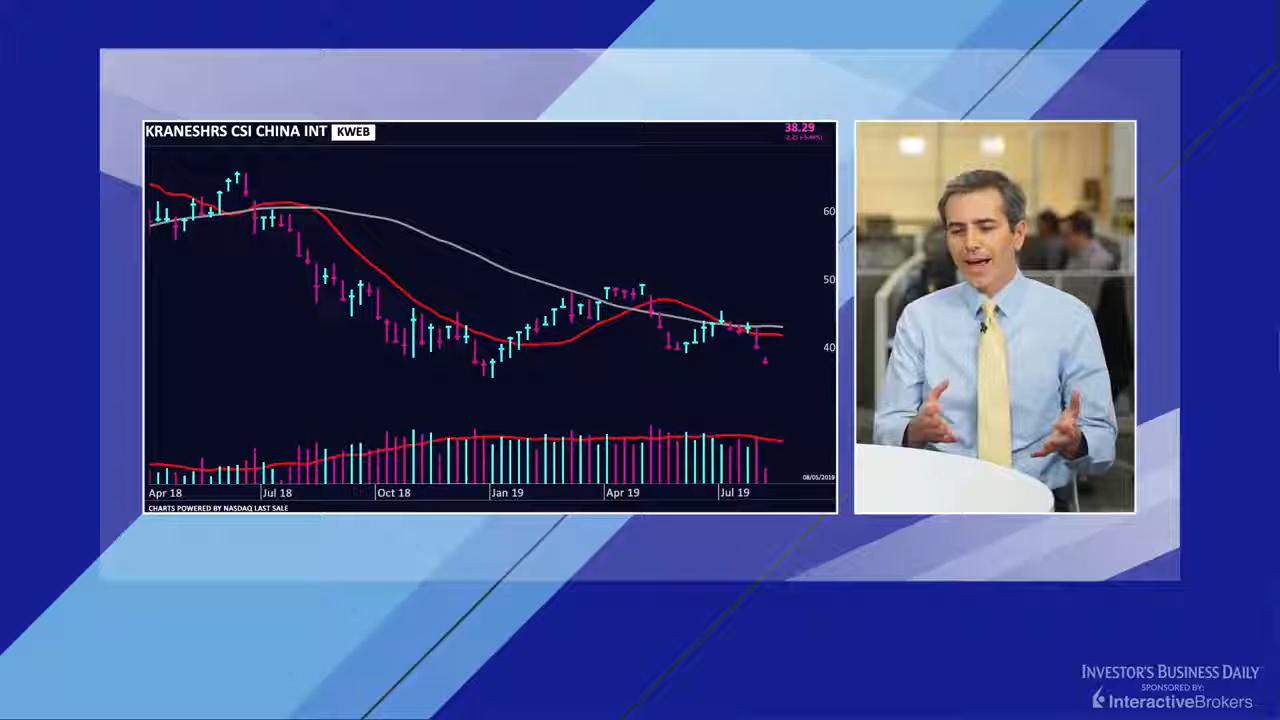 KRANESHRS CSI CHINA INT KWEB
38.29
60
50
40
08/05/2019
Apr 18 Jul 18 Oct 18 Jan 19 Apr 19 Jul 19
CHARTS POWERED BY NASDAQ LAST SALE
INVESTOR'S BUSINESS DAILY
SPONSORED BY:
InteractiveBrokers